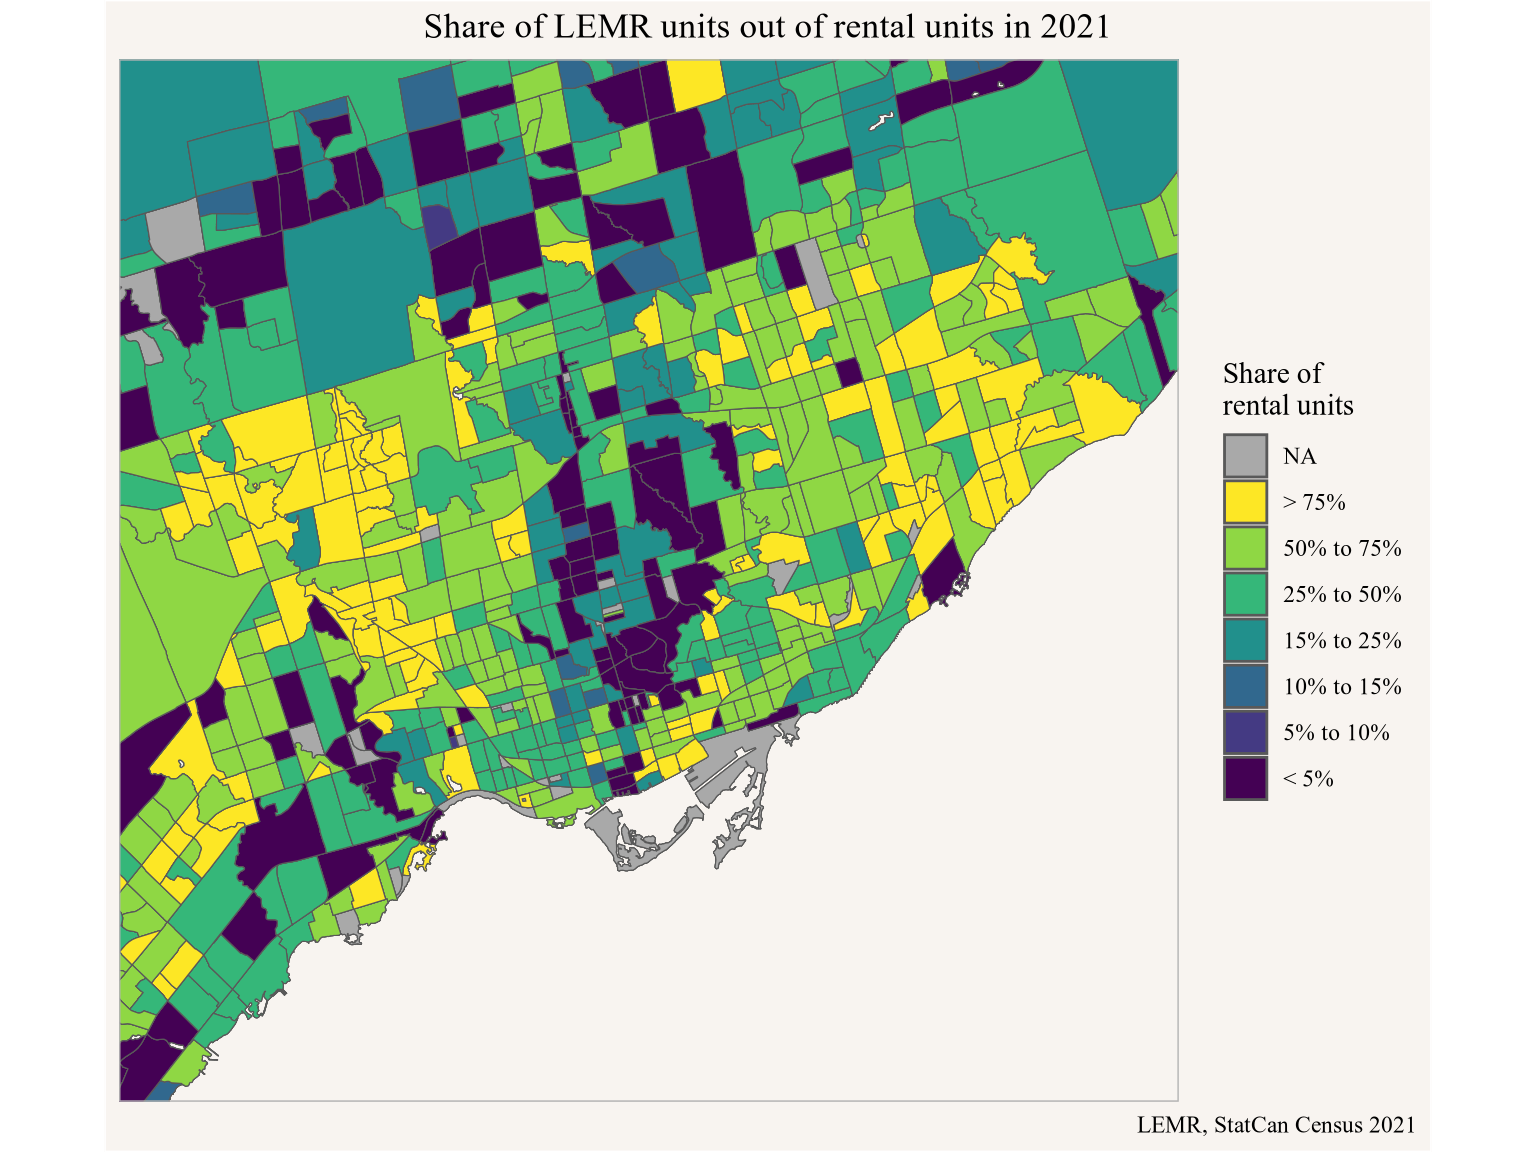 Share of LEMR units out of rental units in 2021
Share of
rental units
NA
> 75%
50% to 75%
25% to 50%
15% to 25%
10% to 15%
5% to 10%
< 5%
LEMR, StatCan Census 2021